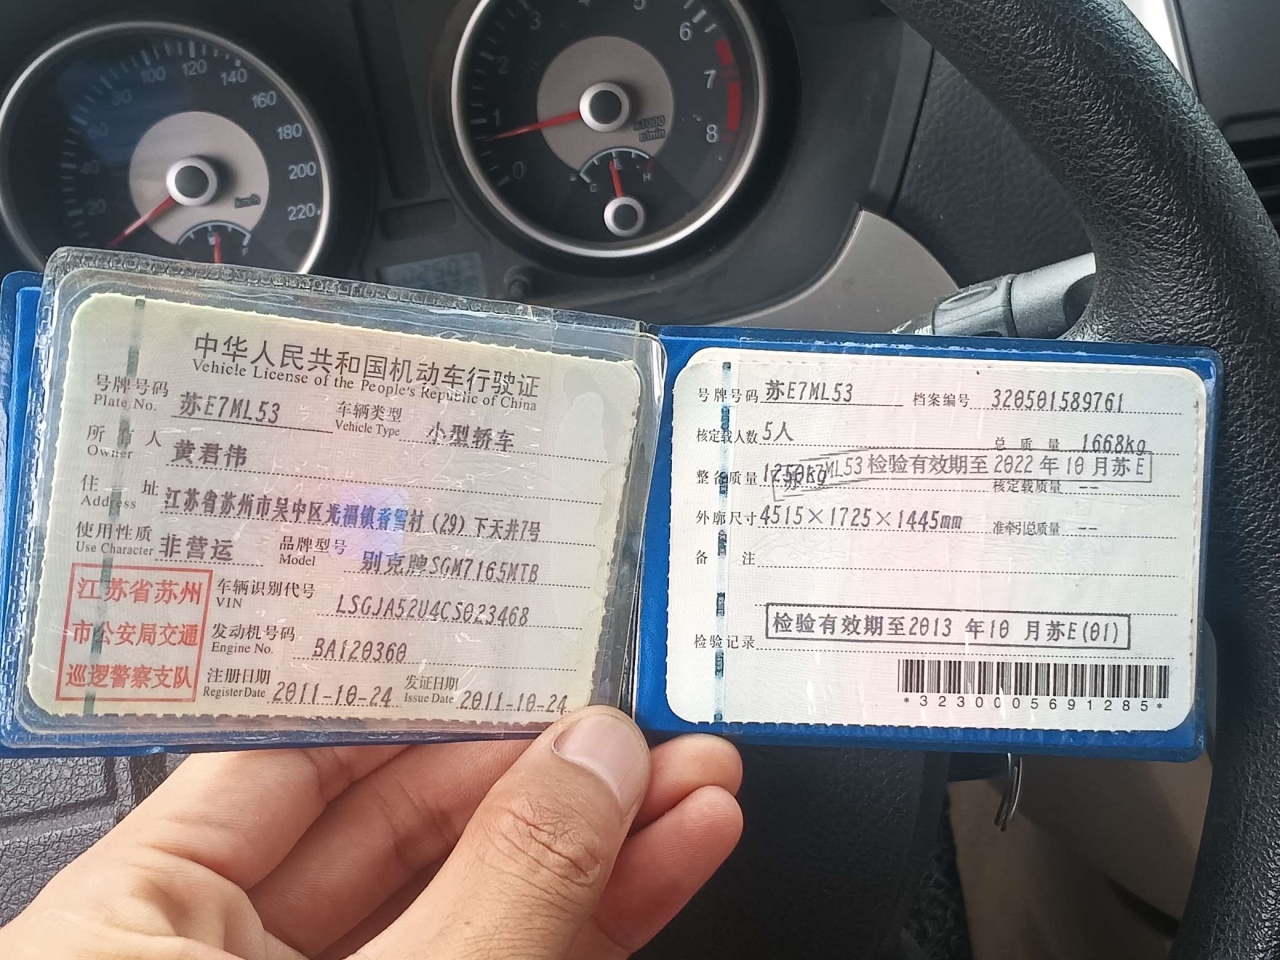 100 120 140 160 180 200 220
80
60
40
20
km/h
F
0 1 2 3 4 5 6 7 8
x1000
r/min
C H
中华人民共和国机动车行驶证
Vehicle License of the People's Republic of China
号牌号码
Plate No.
苏E7ML53
车辆类型
Vehicle Type
小型轿车
所有人
Owner
黄君伟
住址
Address
江苏省苏州市吴中区光福镇香雪村(29)下天井7号
使用性质
Use Character
非营运
品牌型号
Model
别克牌SGM7165MTB
江苏省苏州
市公安局交通
巡逻警察支队
车辆识别代号
VIN
LSGJA52U4CS023468
发动机号码
Engine No.
BA120360
注册日期
Register Date
2011-10-24
发证日期
Issue Date
2011-10-24
号牌号码 苏E7ML53 档案编号 320501589761
核定载人数 5人 总质量 1668kg
整备质量 1250kg 核定载质量 --
苏E7ML53 检验有效期至 2022 年 10 月苏E
外廓尺寸 4515×1725×1445mm 准牵引总质量 --
备注
检验记录 检验有效期至2013 年10 月苏E(01)
*3230005691285*